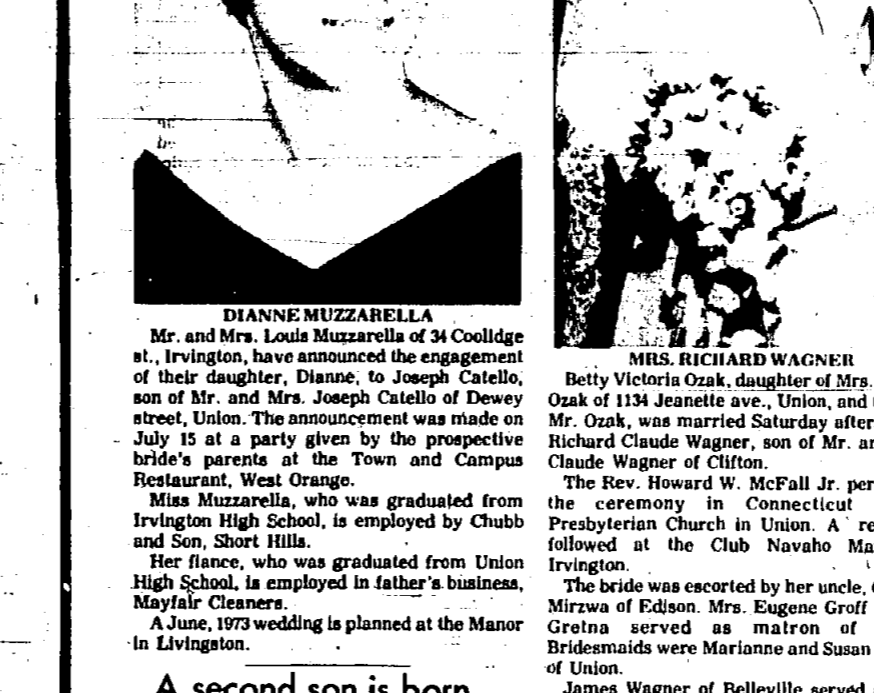 DIANNE MUZZARELLA
Mr. and Mrs. Louis Muzzarella of 34 Coolidge
st., Irvington, have announced the engagement
of their daughter, Dianne, to Joseph Catello,
son of Mr. and Mrs. Joseph Catello of Dewey
street, Union. The announcement was made on
July 15 at a party given by the prospective
bride's parents at the Town and Campus
Restaurant, West Orange.
Miss Muzzarella, who was graduated from
Irvington High School, is employed by Chubb
and Son, Short Hills.
Her fiance, who was graduated from Union
High School, is employed in father's business,
Mayfair Cleaners.
A June, 1973 wedding is planned at the Manor
in Livingston.
A second son is born
MRS. RICHARD WAGNER
Betty Victoria Ozak, daughter of Mrs.
Ozak of 1134 Jeanette ave., Union, and
Mr. Ozak, was married Saturday after
Richard Claude Wagner, son of Mr. an
Claude Wagner of Clifton.
The Rev. Howard W. McFall Jr. per
the ceremony in Connecticut
Presbyterian Church in Union. A re
followed at the Club Navaho Ma
Irvington.
The bride was escorted by her uncle,
Mirzwa of Edison. Mrs. Eugene Groff
Gretna served as matron of
Bridesmaids were Marianne and Susan
of Union.
James Wagner of Belleville served